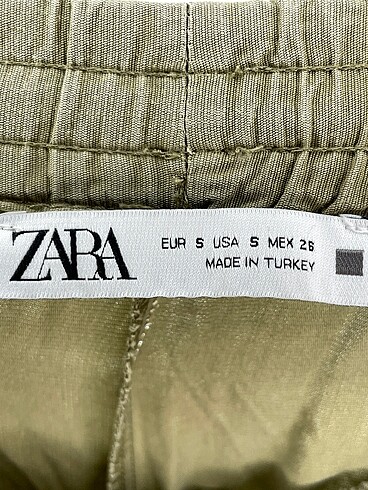 ZARA
EUR S USA S MEX 26
MADE IN TURKEY